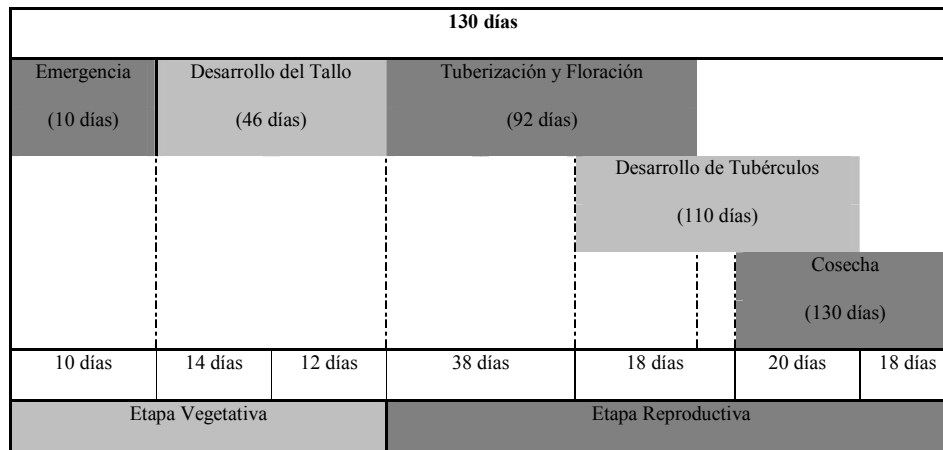 130 días
Emergencia
(10 días)
Desarrollo del Tallo
(46 días)
Tuberización y Floración
(92 días)
Desarrollo de Tubérculos
(110 días)
Cosecha
(130 días)
10 días
14 días
12 días
38 días
18 días
20 días
18 días
Etapa Vegetativa
Etapa Reproductiva